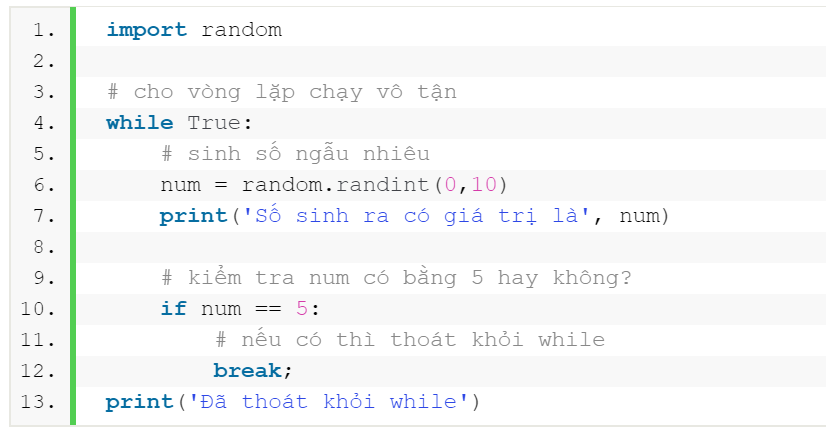 1. import random
2.
3. # cho vòng lặp chạy vô tận
4. while True:
5.     # sinh số ngẫu nhiêu
6.     num = random.randint(0,10)
7.     print('Số sinh ra có giá trị là', num)
8.
9.     # kiểm tra num có bằng 5 hay không?
10.     if num == 5:
11.         # nếu có thì thoát khỏi while
12.         break;
13. print('Đã thoát khỏi while')